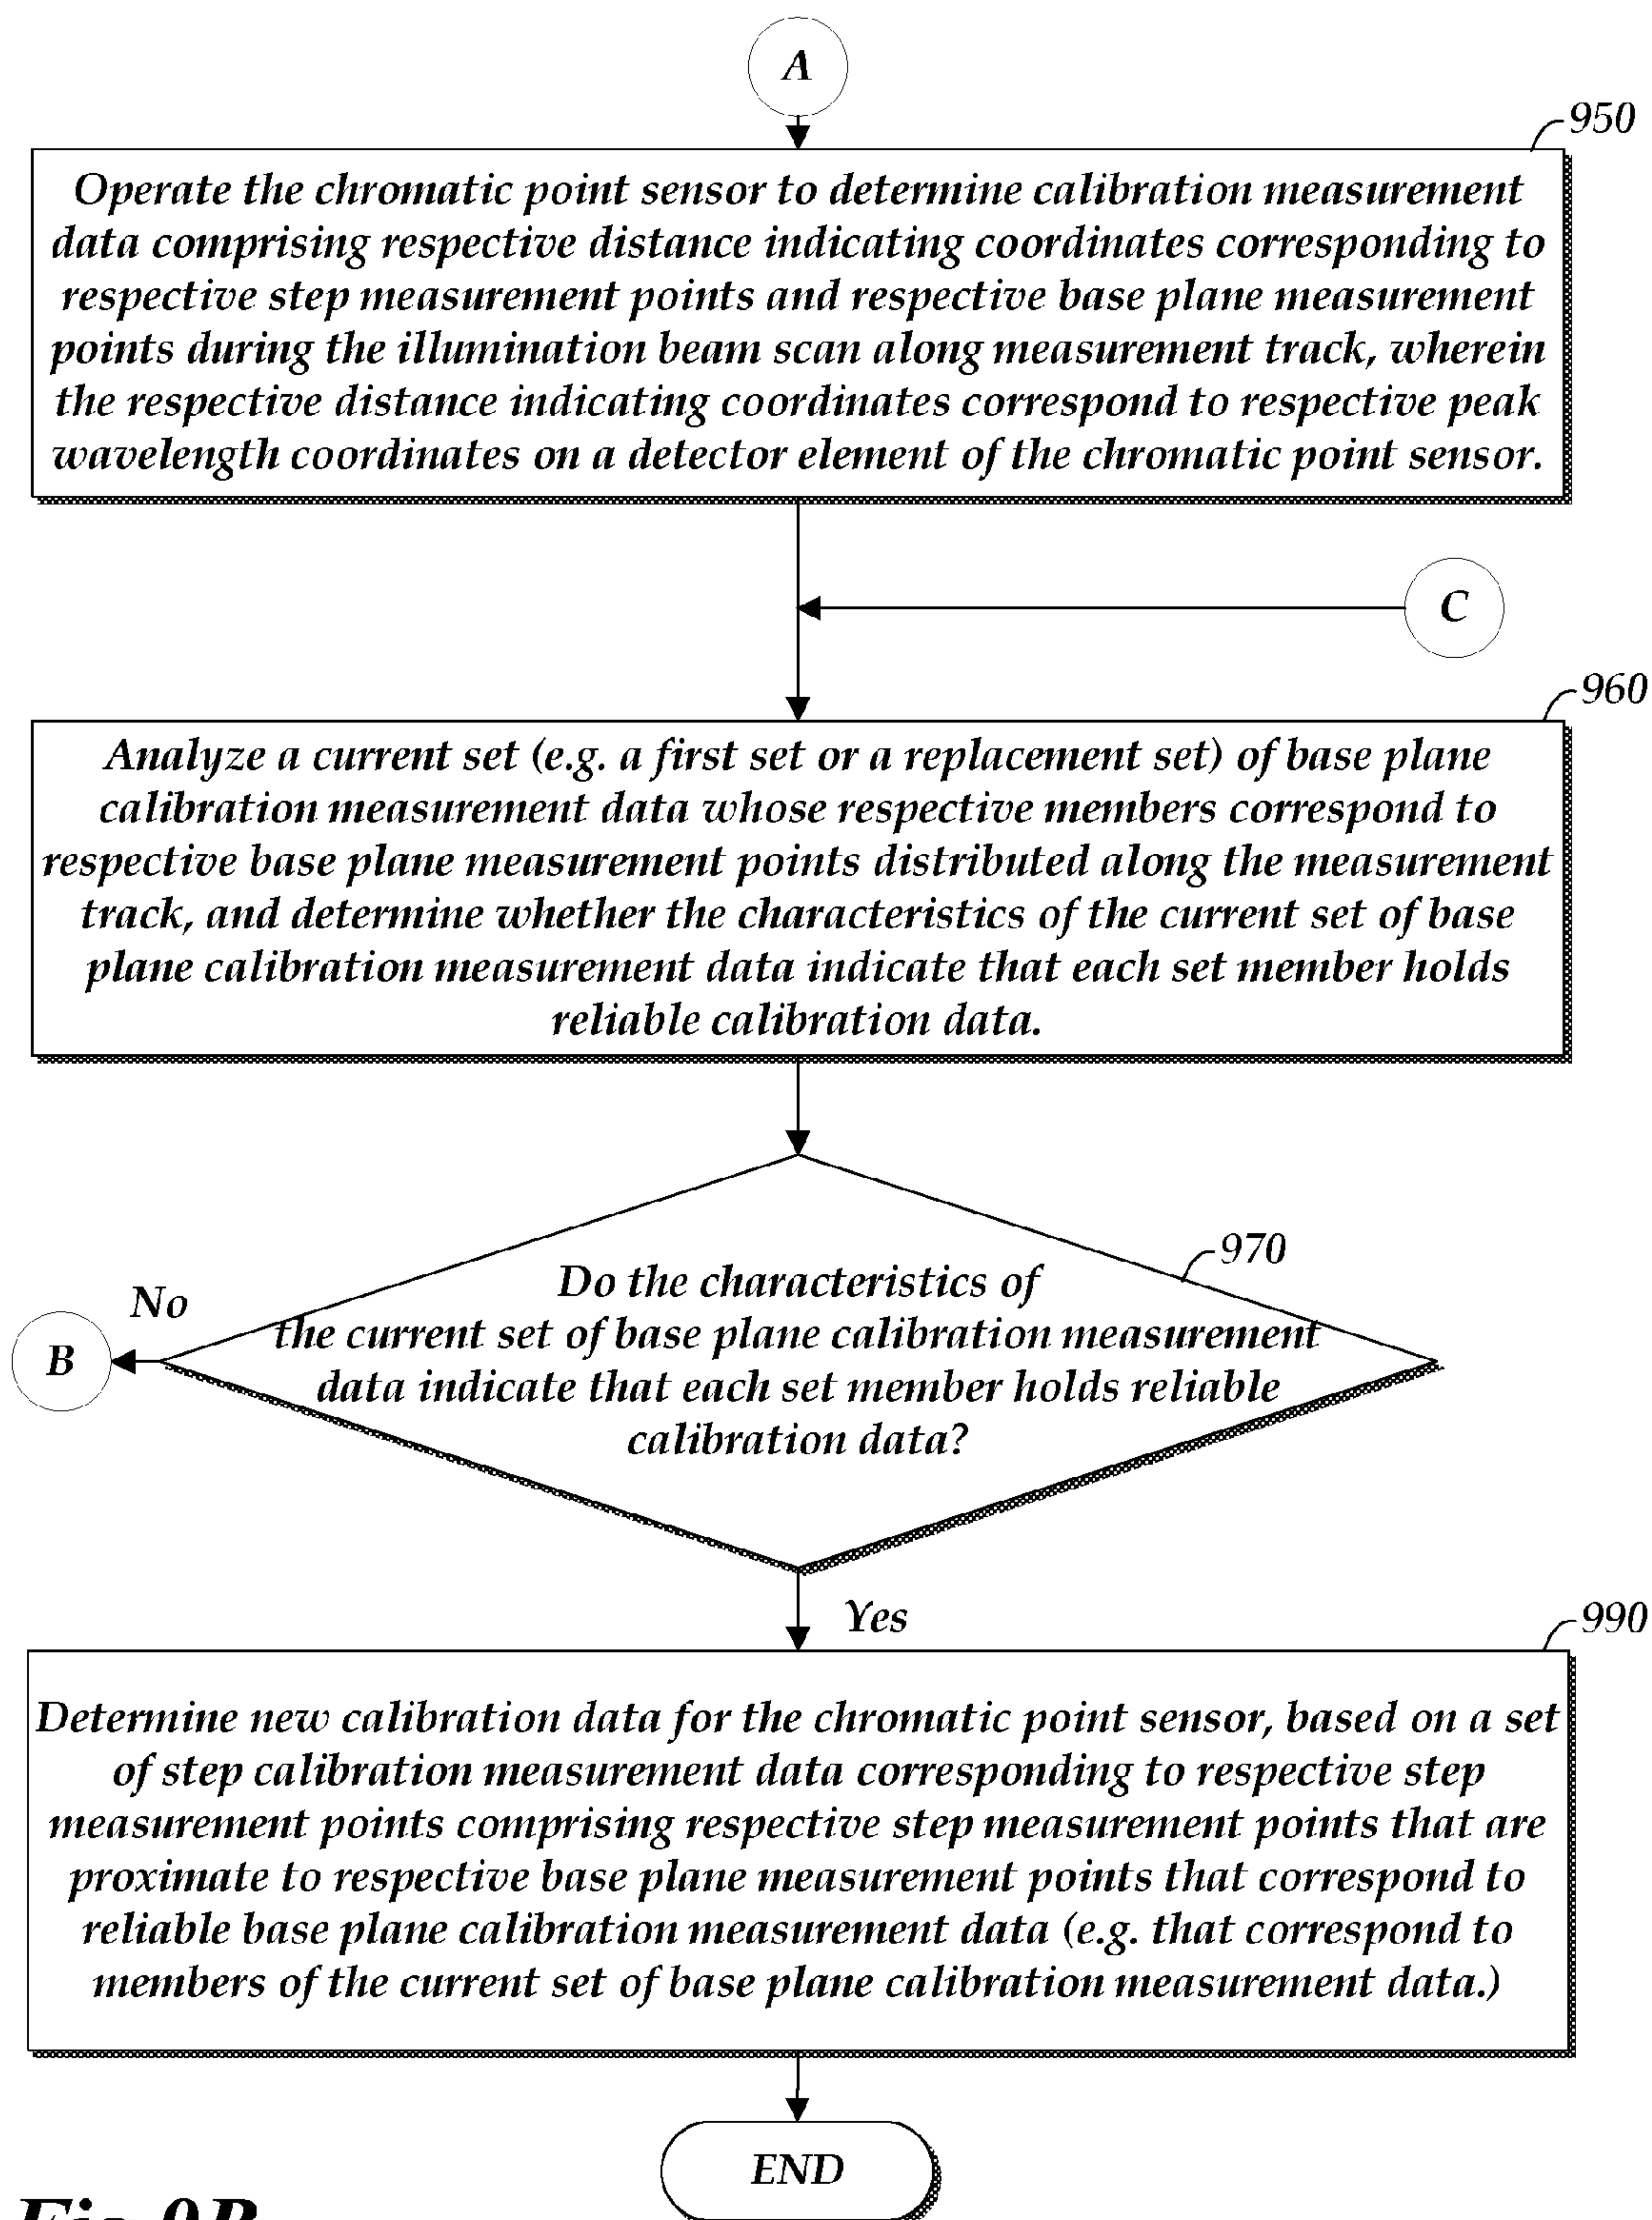 A
950
Operate the chromatic point sensor to determine calibration measurement
data comprising respective distance indicating coordinates corresponding to
respective step measurement points and respective base plane measurement
points during the illumination beam scan along measurement track, wherein
the respective distance indicating coordinates correspond to respective peak
wavelength coordinates on a detector element of the chromatic point sensor.
C
960
Analyze a current set (e.g. a first set or a replacement set) of base plane
calibration measurement data whose respective members correspond to
respective base plane measurement points distributed along the measurement
track, and determine whether the characteristics of the current set of base
plane calibration measurement data indicate that each set member holds
reliable calibration data.
970
Do the characteristics of
the current set of base plane calibration measurement
data indicate that each set member holds reliable
calibration data?
No
B
Yes
990
Determine new calibration data for the chromatic point sensor, based on a set
of step calibration measurement data corresponding to respective step
measurement points comprising respective step measurement points that are
proximate to respective base plane measurement points that correspond to
reliable base plane calibration measurement data (e.g. that correspond to
members of the current set of base plane calibration measurement data.)
END
Fig.9B